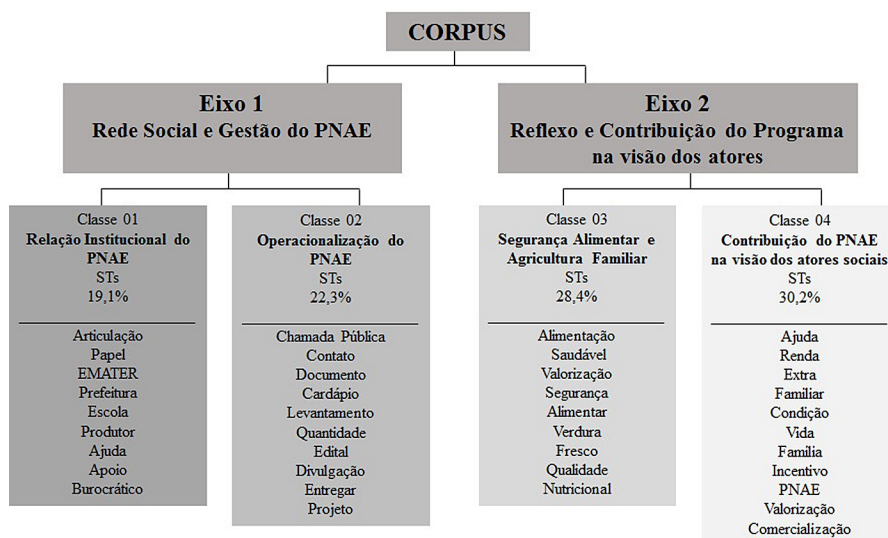 CORPUS
Eixo 1
Rede Social e Gestão do PNAE
Eixo 2
Reflexo e Contribuição do Programa
na visão dos atores
Classe 01
Relação Institucional do
PNAE
STs
19,1%
Articulação
Papel
EMATER
Prefeitura
Escola
Produtor
Ajuda
Apoio
Burocrático
Classe 02
Operacionalização do
PNAE
STs
22,3%
Chamada Pública
Contato
Documento
Cardápio
Levantamento
Quantidade
Edital
Divulgação
Entregar
Projeto
Classe 03
Segurança Alimentar e
Agricultura Familiar
STs
28,4%
Alimentação
Saudável
Valorização
Segurança
Alimentar
Verdura
Fresco
Qualidade
Nutricional
Classe 04
Contribuição do PNAE
na visão dos atores sociais
STs
30,2%
Ajuda
Renda
Extra
Familiar
Condição
Vida
Família
Incentivo
PNAE
Valorização
Comercialização